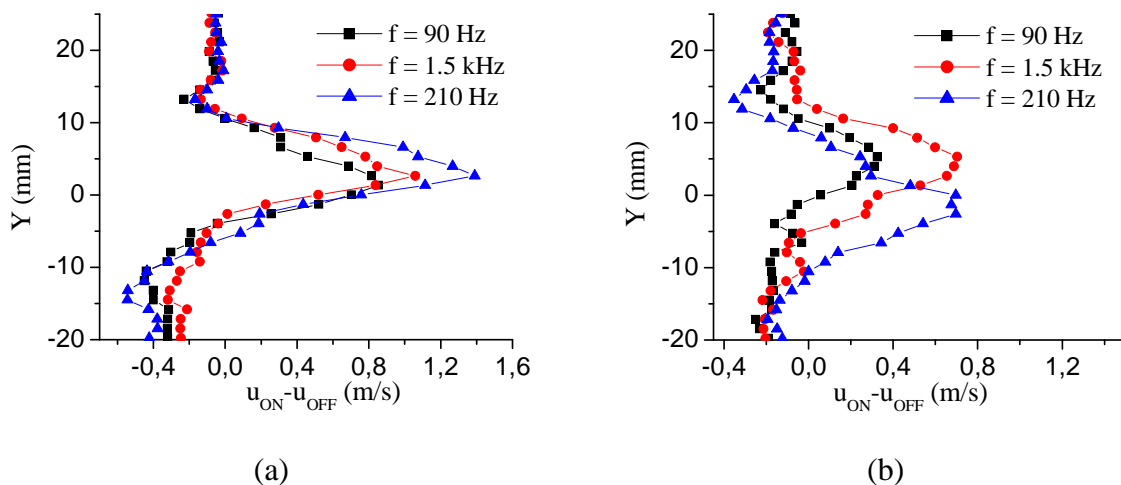 20
10
0
-10
-20
Y (mm)
-0,4 0,0 0,4 0,8 1,2 1,6
u_ON-u_OFF (m/s)
f = 90 Hz
f = 1.5 kHz
f = 210 Hz
(a)
20
10
0
-10
-20
Y (mm)
-0,4 0,0 0,4 0,8 1,2
u_ON-u_OFF (m/s)
f = 90 Hz
f = 1.5 kHz
f = 210 Hz
(b)